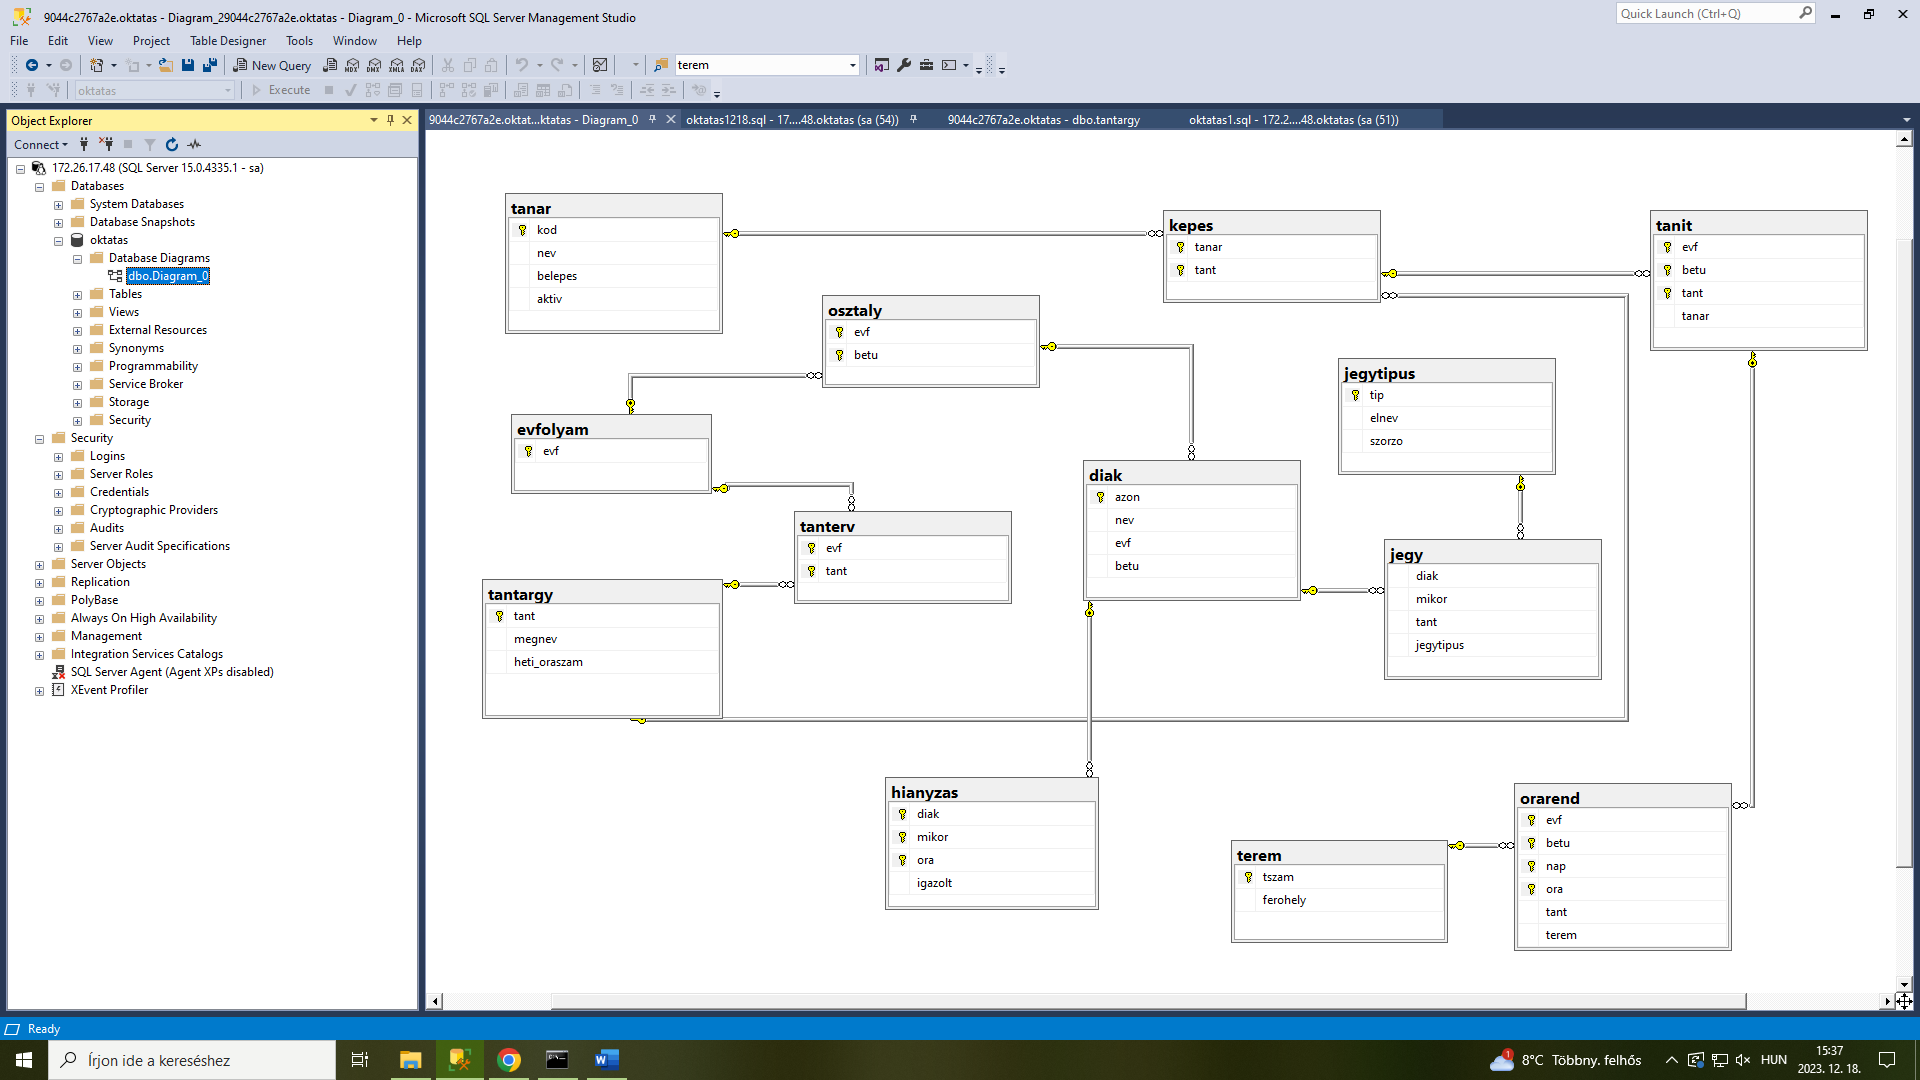 9044c2767a2e.oktatas - Diagram_29044c2767a2e.oktatas - Diagram_0 - Microsoft SQL Server Management Studio
Quick Launch (Ctrl+Q)
File Edit View Project Table Designer Tools Window Help
New Query
MDX DMX XMLA DAX
terem
oktatas
Execute
Object Explorer
Connect
172.26.17.48 (SQL Server 15.0.4335.1 - sa)
Databases
System Databases
Database Snapshots
oktatas
Database Diagrams
dbo.Diagram_0
Tables
Views
External Resources
Synonyms
Programmability
Service Broker
Storage
Security
Security
Logins
Server Roles
Credentials
Cryptographic Providers
Audits
Server Audit Specifications
Server Objects
Replication
PolyBase
Always On High Availability
Management
Integration Services Catalogs
SQL Server Agent (Agent XPs disabled)
XEvent Profiler
9044c2767a2e.oktat...ktatas - Diagram_0
oktatas1218.sql - 17....48.oktatas (sa (54))
9044c2767a2e.oktatas - dbo.tantargy
oktatas1.sql - 172.2....48.oktatas (sa (51))
tanar
kod
nev
belepes
aktiv
kepes
tanar
tant
tanit
evf
betu
tant
tanar
osztaly
evf
betu
jegytipus
tip
elnev
szorzo
evfolyam
evf
diak
azon
nev
evf
betu
tanterv
evf
tant
jegy
diak
mikor
tant
jegytipus
tantargy
tant
megnev
heti_oraszam
hianyzas
diak
mikor
ora
igazolt
terem
tszam
ferohely
orarend
evf
betu
nap
ora
tant
terem
Ready
Írjon ide a kereséshez
1
8°C Többny. felhős
HUN
15:37
2023. 12. 18.